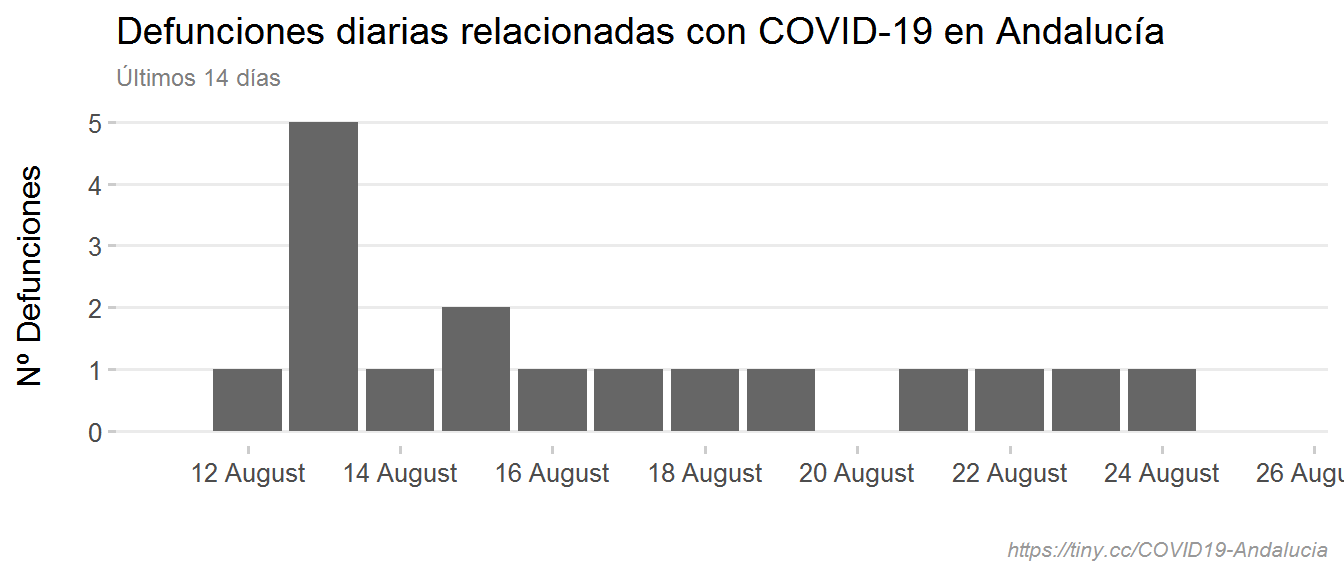 Defunciones diarias relacionadas con COVID-19 en Andalucía
Últimos 14 días
Nº Defunciones
5
4
3
2
1
0
12 August 14 August 16 August 18 August 20 August 22 August 24 August 26 Augu
https://tiny.cc/COVID19-Andalucia